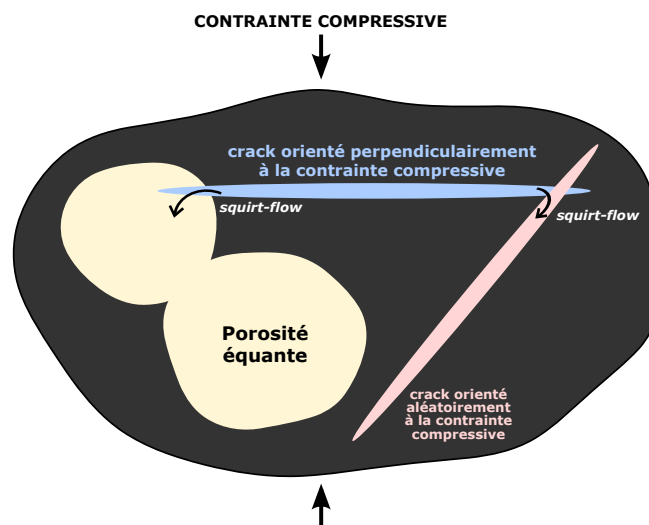 CONTRAINTE COMPRESSIVE
crack orienté perpendiculairement
à la contrainte compressive
squirt-flow
squirt-flow
Porosité
équante
crack orienté
aléatoirement
à la contrainte
compressive